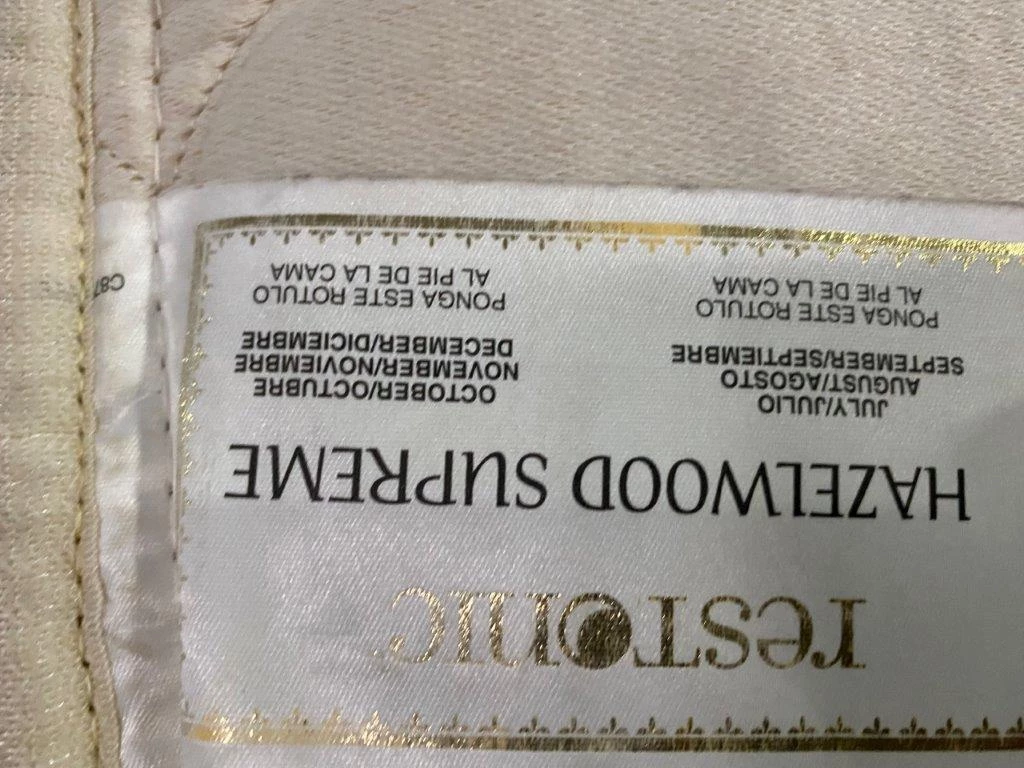 resTonic
HAZELWOOD SUPREME
JULY/JULIO
AUGUST/AGOSTO
SEPTEMBER/SEPTIEMBRE
PONGA ESTE ROTULO
AL PIE DE LA CAMA
OCTOBER/OCTUBRE
NOVEMBER/NOVIEMBRE
DECEMBER/DICIEMBRE
PONGA ESTE ROTULO
AL PIE DE LA CAMA